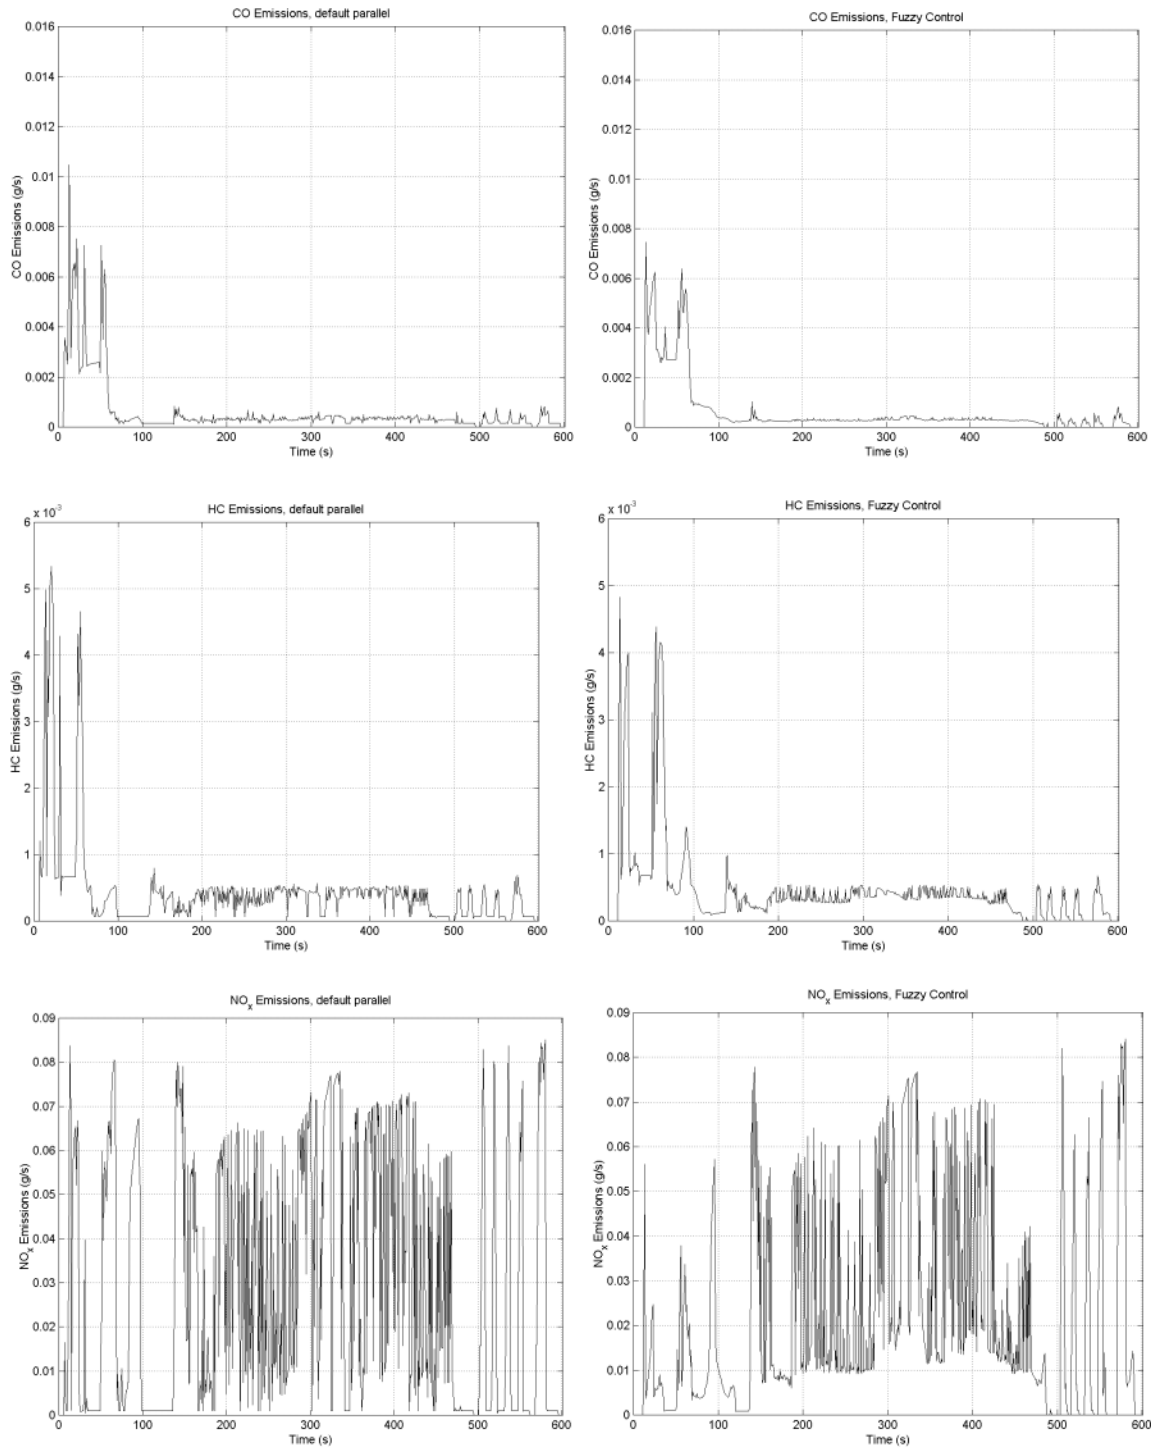 CO Emissions, default parallel
0.016
0.014
0.012
0.01
0.008
0.006
0.004
0.002
0
CO Emissions (g/s)
0 100 200 300 400 500 600
Time (s)
CO Emissions, Fuzzy Control
0.016
0.014
0.012
0.01
0.008
0.006
0.004
0.002
0
CO Emissions (g/s)
0 100 200 300 400 500 600
Time (s)
HC Emissions, default parallel
x 10-3
6
5
4
3
2
1
0
HC Emissions (g/s)
0 100 200 300 400 500 600
Time (s)
HC Emissions, Fuzzy Control
x 10-3
6
5
4
3
2
1
0
HC Emissions (g/s)
0 100 200 300 400 500 600
Time (s)
NOx Emissions, default parallel
0.09
0.08
0.07
0.06
0.05
0.04
0.03
0.02
0.01
0
NOx Emissions (g/s)
0 100 200 300 400 500 600
Time (s)
NOx Emissions, Fuzzy Control
0.09
0.08
0.07
0.06
0.05
0.04
0.03
0.02
0.01
0
NOx Emissions (g/s)
0 100 200 300 400 500 600
Time (s)